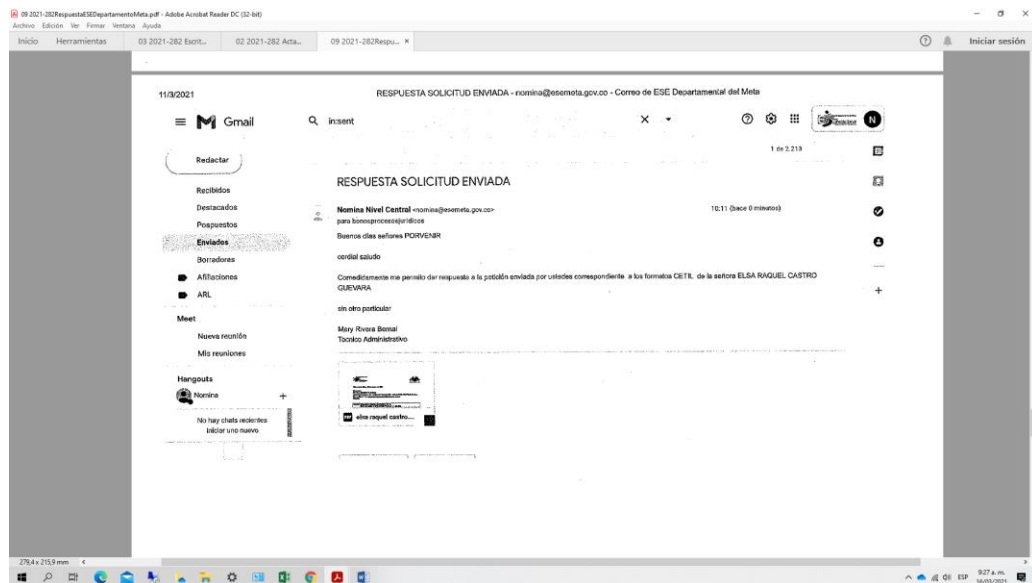 09 2021-282RespuestaESEDepartamentoMeta.pdf - Adobe Acrobat Reader DC (32-bit)
Archivo Edición Ver Firmar Ventana Ayuda
Inicio Herramientas 03 2021-282 Escrit... 02 2021-282 Acta... 09 2021-282Respu... × Iniciar sesión
11/3/2021 RESPUESTA SOLICITUD ENVIADA - nomina@esemeta.gov.co - Correo de ESE Departamental del Meta
Gmail in:sent N
1 de 2.213
Redactar
RESPUESTA SOLICITUD ENVIADA
Recibidos
Destacados
Nomina Nivel Central <nomina@esemeta.gov.co> 10:11 (hace 0 minutos)
para bonosprocesosjuridicos
Pospuestos
Buenos días señores PORVENIR
Enviados
cordial saludo
Borradores
Afiliaciones
Comedidamente me permito dar respuesta a la petición enviada por ustedes correspondiente a los formatos CETIL de la señora ELSA RAQUEL CASTRO
GUEVARA
ARL
sin otro particular
Meet
Mery Rivera Bernal
Tecnico Administrativo
Nueva reunión
Mis reuniones
Hangouts
Nomina +
elsa raquel castro....
No hay chats recientes
Iniciar uno nuevo
279,4 x 215,9 mm
ESP 9:27 a. m.
16/03/2021